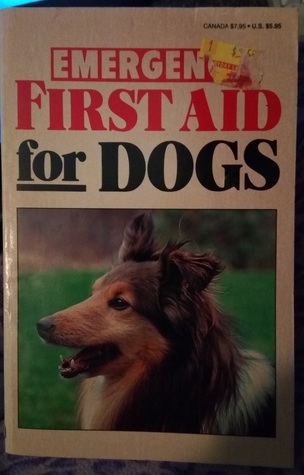 CANADA $7.95 • U.S. $5.95
EMERGEN
FIRST AID
for DOGS